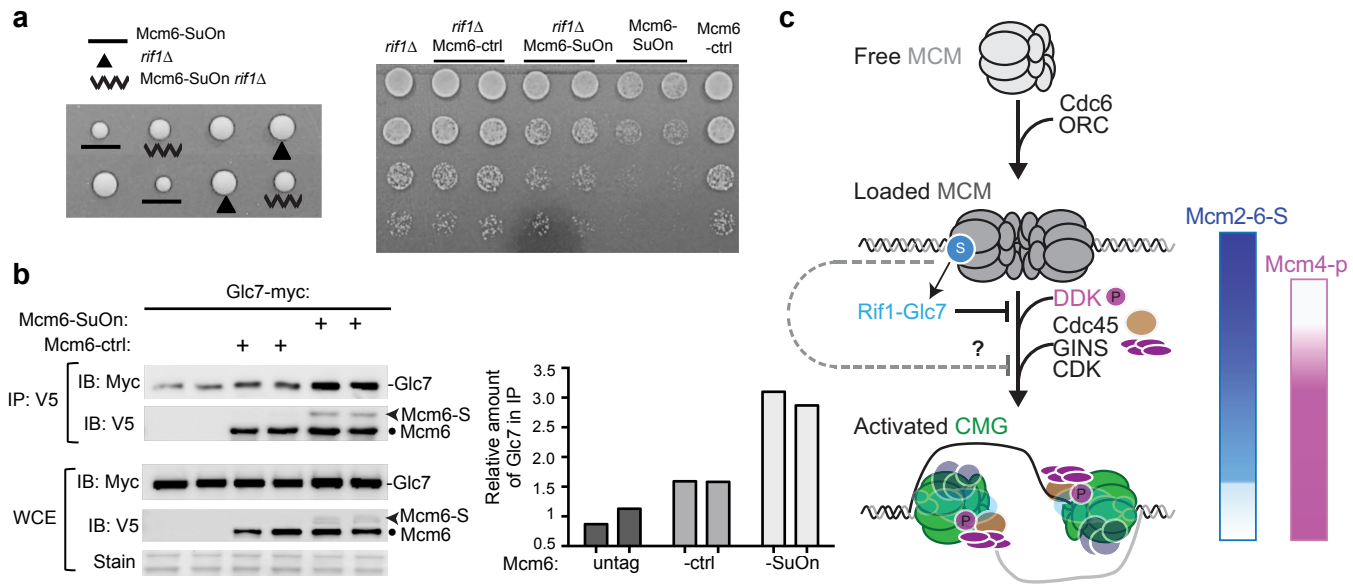 a
Mcm6-SuOn
rif1Δ
Mcm6-SuOn rif1Δ
rif1Δ
rif1Δ
Mcm6-ctrl
rif1Δ
Mcm6-SuOn
Mcm6-
SuOn
Mcm6
-ctrl
b
Glc7-myc:
Mcm6-SuOn: + +
Mcm6-ctrl: + +
IP: V5
IB: Myc -Glc7
IB: V5 Mcm6-S
Mcm6
WCE
IB: Myc -Glc7
IB: V5 Mcm6-S
Mcm6
Stain
Relative amount
of Glc7 in IP
3.5
3.0
2.5
2.0
1.5
1
0.5
Mcm6: untag -ctrl -SuOn
c
Free MCM
Cdc6
ORC
Loaded MCM
S
Rif1-Glc7
DDK P
Cdc45
GINS
CDK
?
Activated CMG
P
P
Mcm2-6-S
Mcm4-p